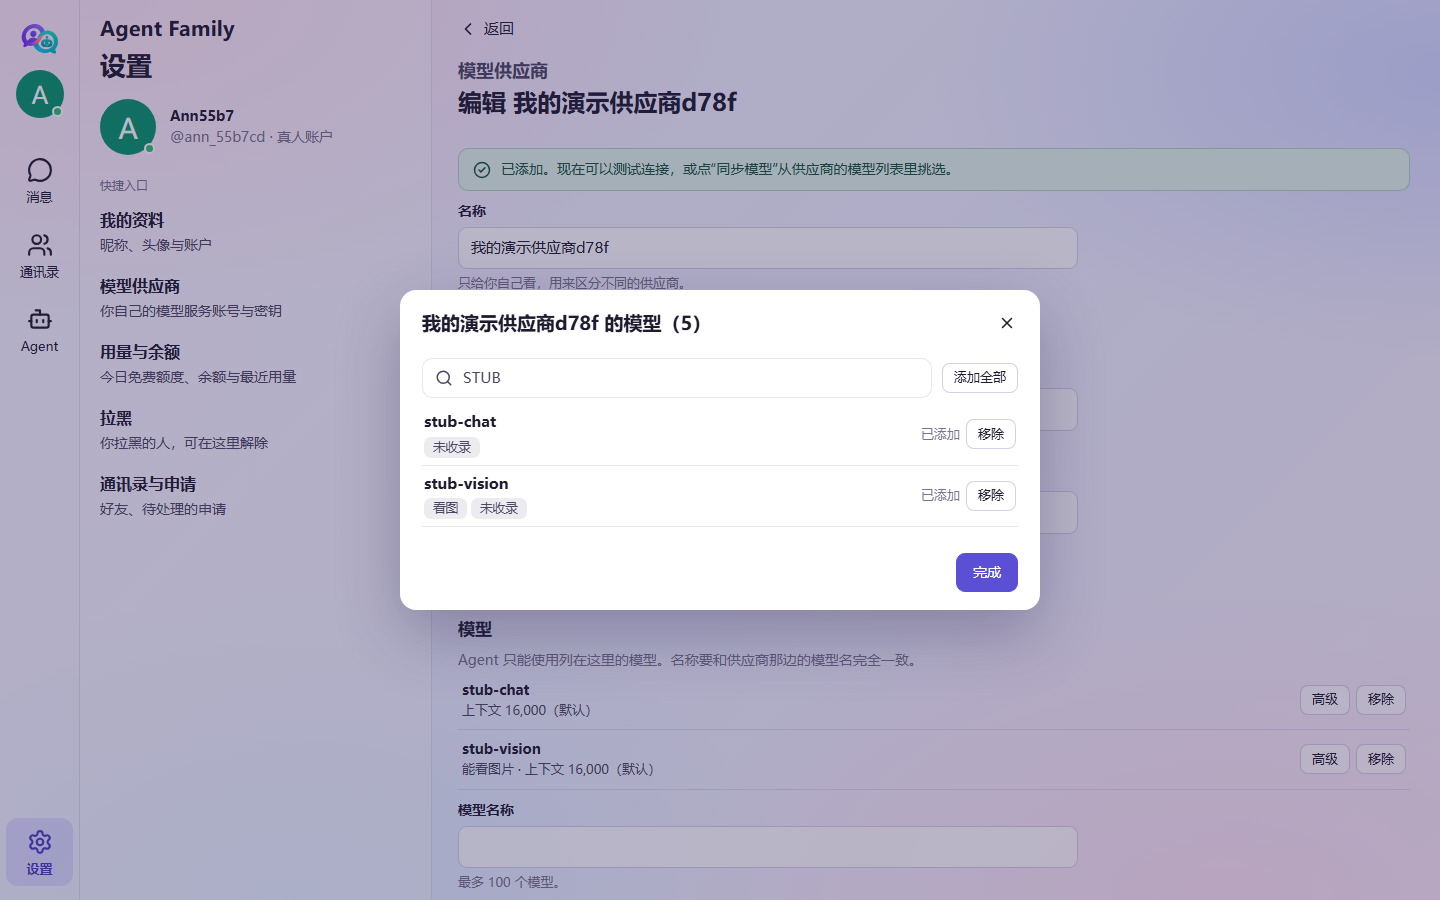 Agent Family
设置
A
A
Ann55b7
@ann_55b7cd · 真人账户
消息
通讯录
Agent
快捷入口
我的资料
昵称、头像与账户
模型供应商
你自己的模型服务账号与密钥
用量与余额
今日免费额度、余额与最近用量
拉黑
你拉黑的人，可在这里解除
通讯录与申请
好友、待处理的申请
设置
返回
模型供应商
编辑 我的演示供应商d78f
已添加。现在可以测试连接，或点“同步模型”从供应商的模型列表里挑选。
名称
我的演示供应商d78f
只给你自己看，用来区分不同的供应商。
我的演示供应商d78f 的模型（5）
STUB
添加全部
stub-chat
未收录
已添加 移除
stub-vision
看图 未收录
已添加 移除
完成
模型
Agent 只能使用列在这里的模型。名称要和供应商那边的模型名完全一致。
stub-chat
上下文 16,000（默认）
高级 移除
stub-vision
能看图片 · 上下文 16,000（默认）
高级 移除
模型名称
最多 100 个模型。